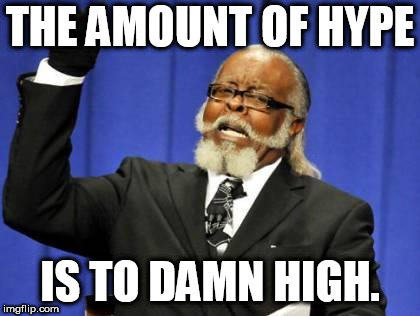 THE AMOUNT OF HYPE
IS TO DAMN HIGH.
imgflip.com